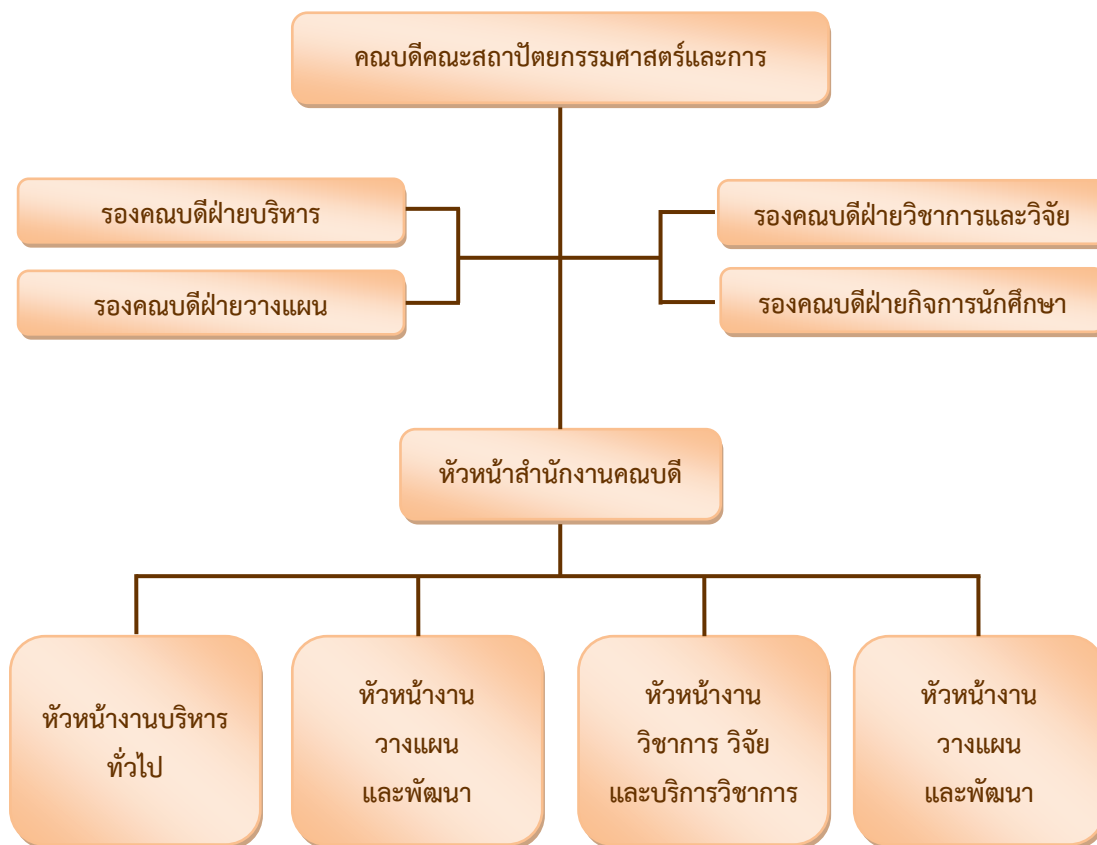 คณบดีคณะสถาปัตยกรรมศาสตร์และการ
รองคณบดีฝ่ายบริหาร
รองคณบดีฝ่ายวิชาการและวิจัย
รองคณบดีฝ่ายวางแผน
รองคณบดีฝ่ายกิจการนักศึกษา
หัวหน้าสำนักงานคณบดี
หัวหน้างานบริหาร
ทั่วไป
หัวหน้างาน
วางแผน
และพัฒนา
หัวหน้างาน
วิชาการ วิจัย
และบริการวิชาการ
หัวหน้างาน
วางแผน
และพัฒนา